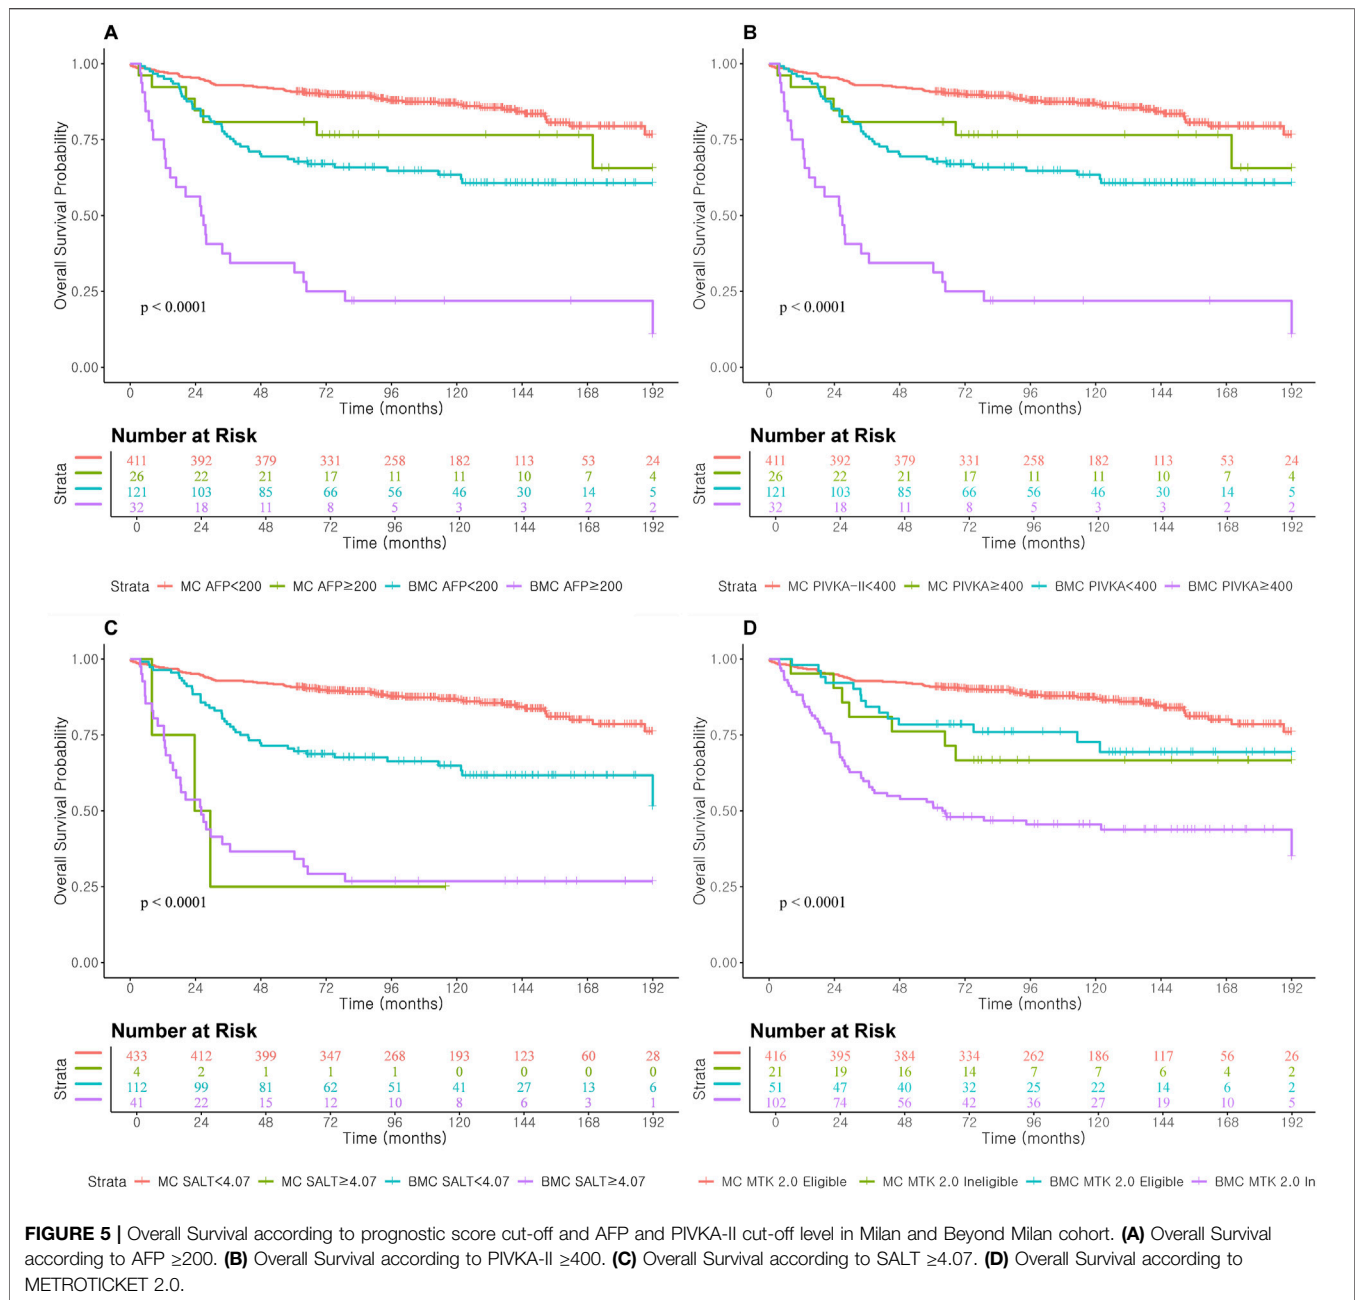 A
Overall Survival Probability
1.00
0.75
0.50
0.25
0.00
p < 0.0001
0 24 48 72 96 120 144 168 192
Time (months)
Number at Risk
Strata
411 392 379 331 258 182 113 53 24
26 22 21 17 11 11 10 7 4
121 103 85 66 56 46 30 14 5
32 18 11 8 5 3 3 2 2
0 24 48 72 96 120 144 168 192
Time (months)
Strata MC AFP<200 MC AFP≥200 BMC AFP<200 BMC AFP≥200
B
Overall Survival Probability
1.00
0.75
0.50
0.25
0.00
p < 0.0001
0 24 48 72 96 120 144 168 192
Time (months)
Number at Risk
Strata
411 392 379 331 258 182 113 53 24
26 22 21 17 11 11 10 7 4
121 103 85 66 56 46 30 14 5
32 18 11 8 5 3 3 2 2
0 24 48 72 96 120 144 168 192
Time (months)
Strata MC PIVKA-II<400 MC PIVKA≥400 BMC PIVKA<400 BMC PIVKA≥400
C
Overall Survival Probability
1.00
0.75
0.50
0.25
0.00
p < 0.0001
0 24 48 72 96 120 144 168 192
Time (months)
Number at Risk
Strata
433 412 399 347 268 193 123 60 28
4 2 1 1 1 0 0 0 0
112 99 81 62 51 41 27 13 6
41 22 15 12 10 8 6 3 1
0 24 48 72 96 120 144 168 192
Time (months)
Strata MC SALT<4.07 MC SALT≥4.07 BMC SALT<4.07 BMC SALT≥4.07
D
Overall Survival Probability
1.00
0.75
0.50
0.25
0.00
p < 0.0001
0 24 48 72 96 120 144 168 192
Time (months)
Number at Risk
Strata
416 395 384 334 262 186 117 56 26
21 19 16 14 7 7 6 4 2
51 47 40 32 25 22 14 6 2
102 74 56 42 36 27 19 10 5
0 24 48 72 96 120 144 168 192
Time (months)
MC MTK 2.0 Eligible MC MTK 2.0 Ineligible BMC MTK 2.0 Eligible BMC MTK 2.0 In
FIGURE 5 | Overall Survival according to prognostic score cut-off and AFP and PIVKA-II cut-off level in Milan and Beyond Milan cohort. (A) Overall Survival
according to AFP ≥200. (B) Overall Survival according to PIVKA-II ≥400. (C) Overall Survival according to SALT ≥4.07. (D) Overall Survival according to
METROTICKET 2.0.